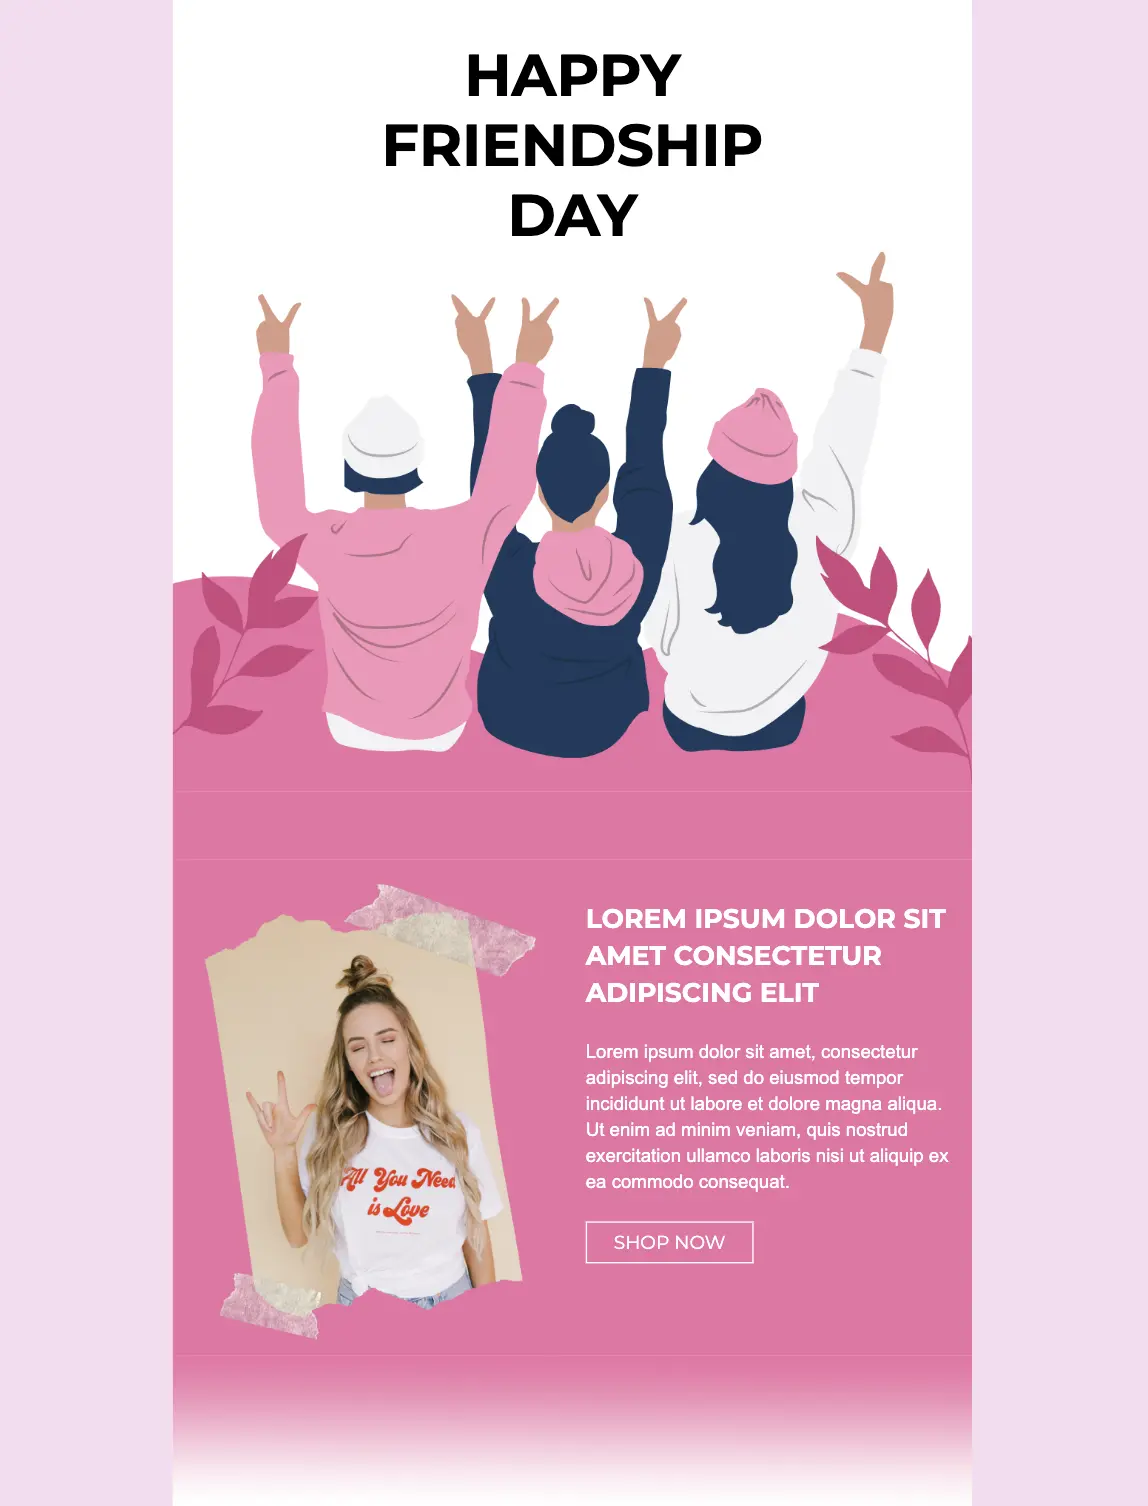 HAPPY
FRIENDSHIP
DAY
LOREM IPSUM DOLOR SIT
AMET CONSECTETUR
ADIPISCING ELIT
Lorem ipsum dolor sit amet, consectetur
adipiscing elit, sed do eiusmod tempor
incididunt ut labore et dolore magna aliqua.
Ut enim ad minim veniam, quis nostrud
exercitation ullamco laboris nisi ut aliquip ex
ea commodo consequat.
SHOP NOW
All You Need
is Love